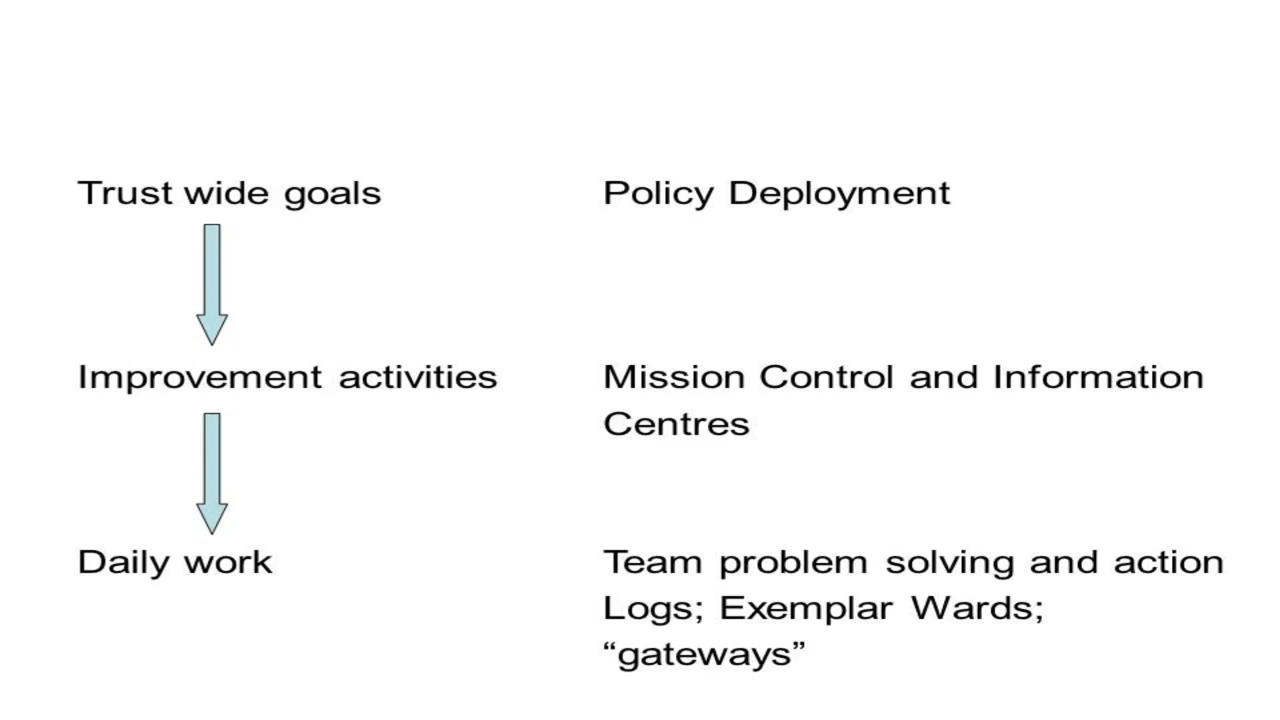 Trust wide goals
Policy Deployment
Improvement activities
Mission Control and Information
Centres
Daily work
Team problem solving and action
Logs; Exemplar Wards;
“gateways”